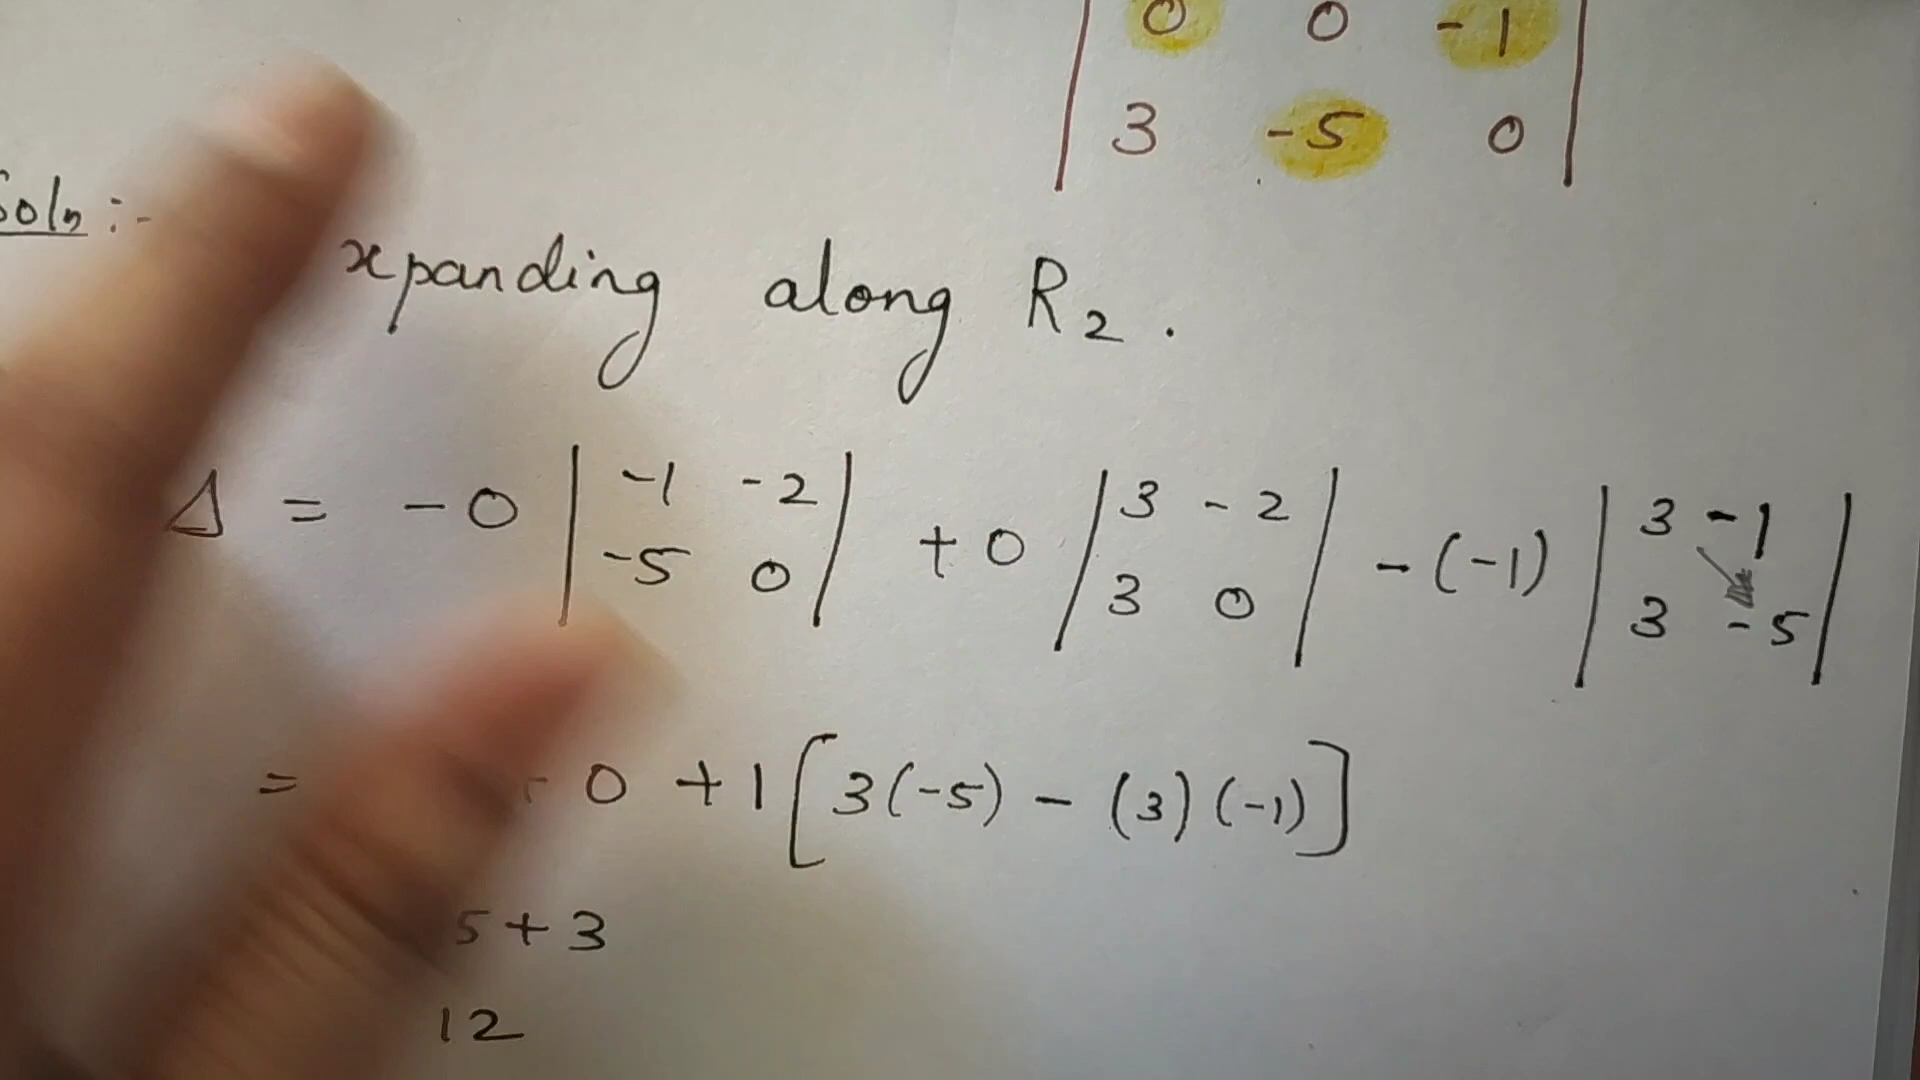 | 0 0 -1 |
| 3 -5 0 |
Soln :-
xpanding along R₂.
Δ = -0 | -1 -2 | + 0 | 3 -2 | - (-1) | 3 -1 |
| -5 0 | | 3 0 | | 3 -5 |
= 0 + 1 [ 3(-5) - (3)(-1) ]
5 + 3
12